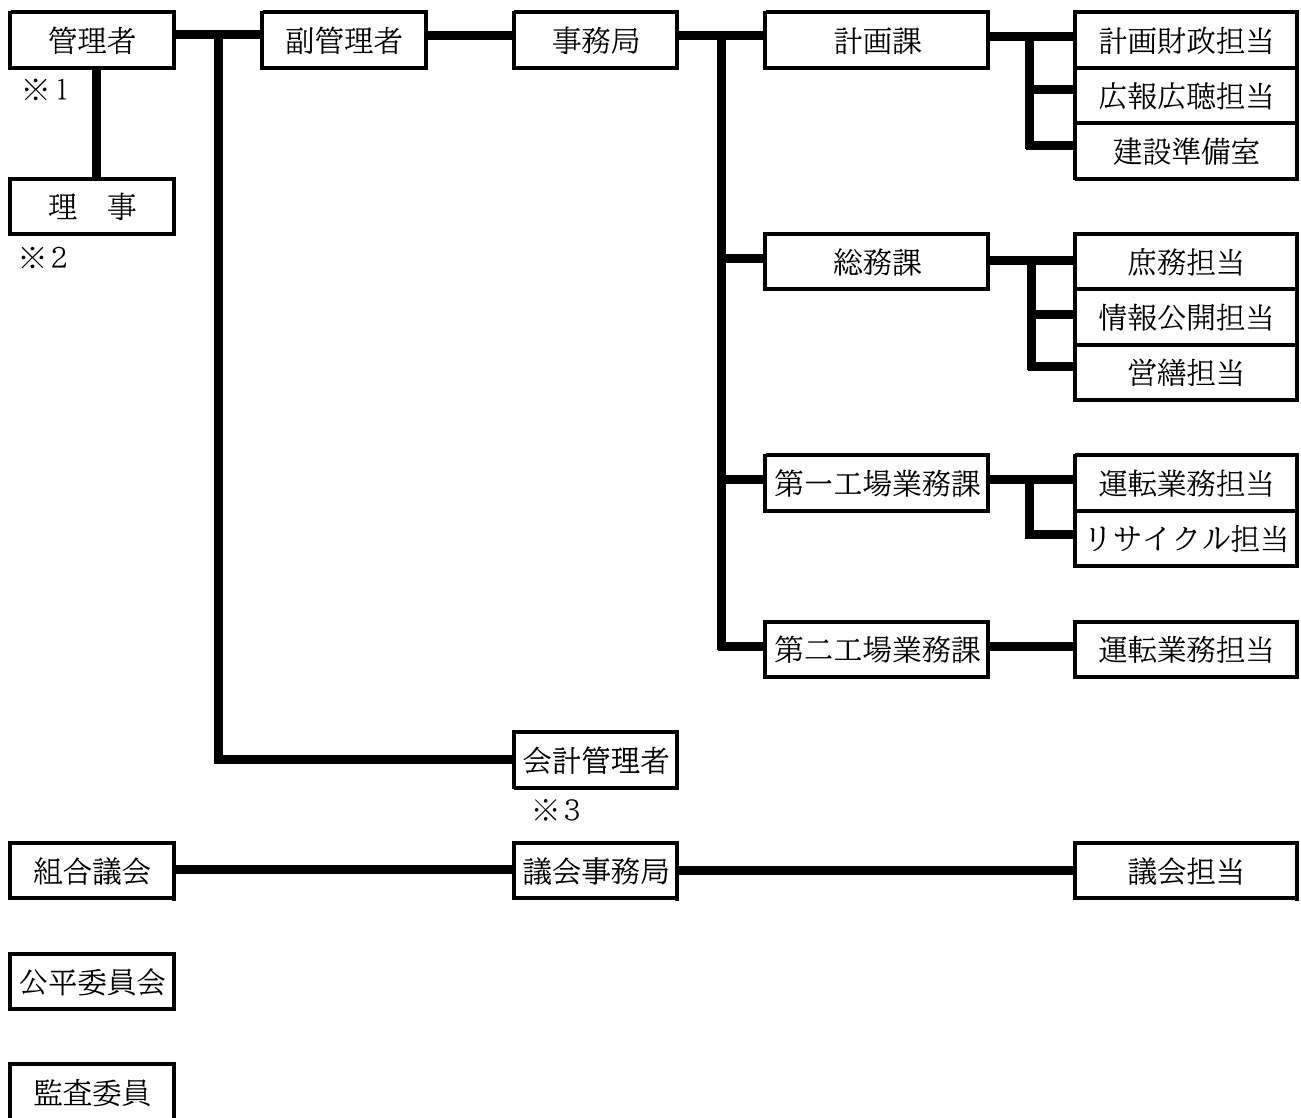 管理者
副管理者
事務局
計画課
計画財政担当
※1
広報広聴担当
建設準備室
理　事
※2
総務課
庶務担当
情報公開担当
営繕担当
第一工場業務課
運転業務担当
リサイクル担当
第二工場業務課
運転業務担当
会計管理者
※3
組合議会
議会事務局
議会担当
公平委員会
監査委員